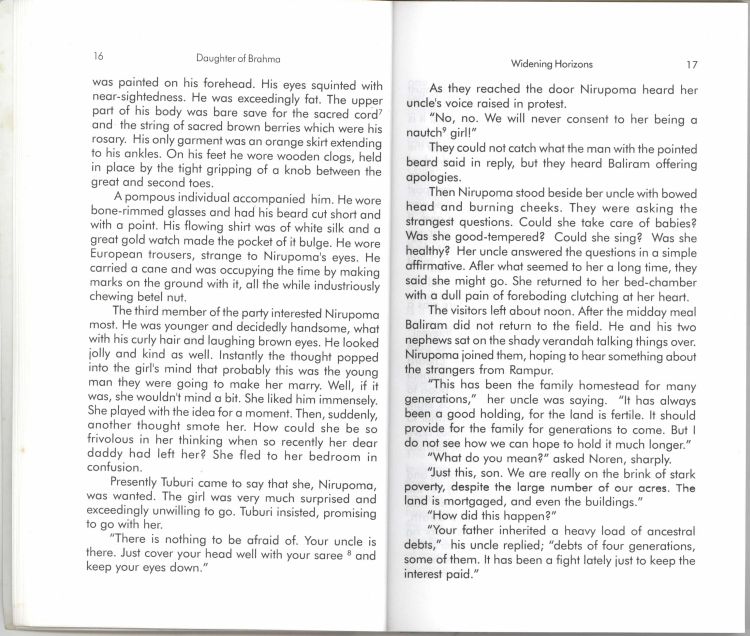 16
Daughter of Brahma
was painted on his forehead. His eyes squinted with
near-sightedness. He was exceedingly fat. The upper
part of his body was bare save for the sacred cord7
and the string of sacred brown berries which were his
rosary. His only garment was an orange skirt extending
to his ankles. On his feet he wore wooden clogs, held
in place by the tight gripping of a knob between the
great and second toes.
A pompous individual accompanied him. He wore
bone-rimmed glasses and had his beard cut short and
with a point. His flowing shirt was of white silk and a
great gold watch made the pocket of it bulge. He wore
European trousers, strange to Nirupoma's eyes. He
carried a cane and was occupying the time by making
marks on the ground with it, all the while industriously
chewing betel nut.
The third member of the party interested Nirupoma
most. He was younger and decidedly handsome, what
with his curly hair and laughing brown eyes. He looked
jolly and kind as well. Instantly the thought popped
into the girl's mind that probably this was the young
man they were going to make her marry. Well, if it
was, she wouldn't mind a bit. She liked him immensely.
She played with the idea for a moment. Then, suddenly,
another thought smote her. How could she be so
frivolous in her thinking when so recently her dear
daddy had left her? She fled to her bedroom in
confusion.
Presently Tuburi came to say that she, Nirupoma,
was wanted. The girl was very much surprised and
exceedingly unwilling to go. Tuburi insisted, promising
to go with her.
"There is nothing to be afraid of. Your uncle is
there. Just cover your head well with your saree 8 and
keep your eyes down."
Widening Horizons
17
As they reached the door Nirupoma heard her
uncle's voice raised in protest.
"No, no. We will never consent to her being a
nautch9 girl!"
They could not catch what the man with the pointed
beard said in reply, but they heard Baliram offering
apologies.
Then Nirupoma stood beside ber uncle with bowed
head and burning cheeks. They were asking the
strangest questions. Could she take care of babies?
Was she good-tempered? Could she sing? Was she
healthy? Her uncle answered the questions in a simple
affirmative. Afler what seemed to her a long time, they
said she might go. She returned to her bed-chamber
with a dull pain of foreboding clutching at her heart.
The visitors left about noon. After the midday meal
Baliram did not return to the field. He and his two
nephews sat on the shady verandah talking things over.
Nirupoma joined them, hoping to hear something about
the strangers from Rampur.
"This has been the family homestead for many
generations," her uncle was saying. "It has always
been a good holding, for the land is fertile. It should
provide for the family for generations to come. But I
do not see how we can hope to hold it much longer."
"What do you mean?" asked Noren, sharply.
"Just this, son. We are really on the brink of stark
poverty, despite the large number of our acres. The
land is mortgaged, and even the buildings."
"How did this happen?"
"Your father inherited a heavy load of ancestral
debts," his uncle replied; "debts of four generations,
some of them. It has been a fight lately just to keep the
interest paid."